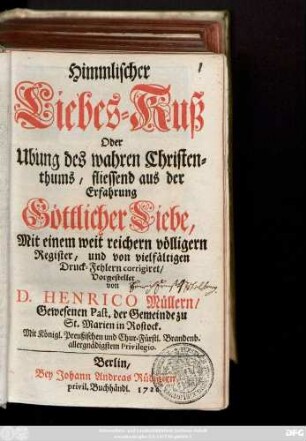 1
Himmlischer
Liebes-Kuß
Oder
Ubung des wahren Christen-
thums, fliessend aus der
Erfahrung
Göttlicher Liebe,
Mit einem weit reichern völligern
Register, und von vielfältigen
Druck-Fehlern corrigiret/
Vorgestellet
von
D. HENRICO Müllern/
Gewesenen Past. der Gemeinde zu
St. Marien in Rostock.
Mit Königl. Preußischen und Chur-Fürstl. Brandenb.
allergnädigstem Privilegio.
Berlin,
Bey Johann Andreas Rüdigern
privil. Buchhändl.